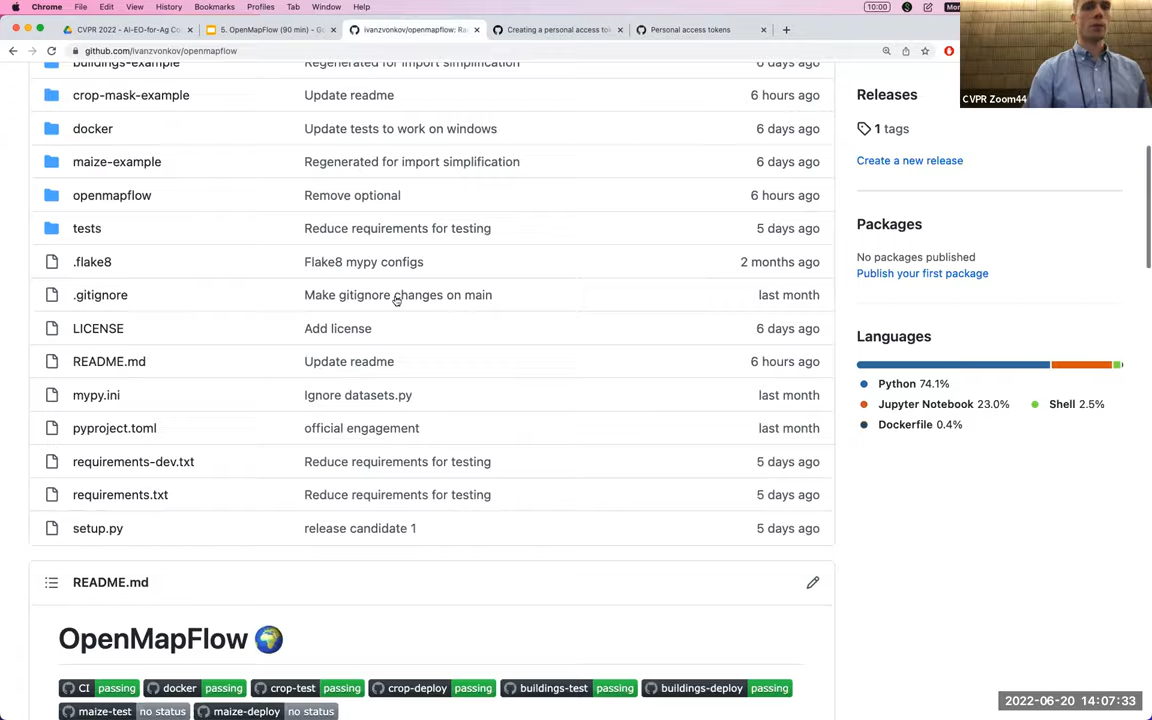 Chrome File Edit View History Bookmarks Profiles Tab Window Help 10:00
CVPR 2022 - AI-EO-for-Ag Co
5. OpenMapFlow (90 min) - Go
ivanzvonkov/openmapflow: Ra
Creating a personal access to
Personal access tokens
github.com/ivanzvonkov/openmapflow
CVPR Zoom44
buildings-example Regenerated for import simplification 6 days ago
crop-mask-example Update readme 6 hours ago
docker Update tests to work on windows 6 days ago
maize-example Regenerated for import simplification 6 days ago
openmapflow Remove optional 6 hours ago
tests Reduce requirements for testing 5 days ago
.flake8 Flake8 mypy configs 2 months ago
.gitignore Make gitignore changes on main last month
LICENSE Add license 6 days ago
README.md Update readme 6 hours ago
mypy.ini Ignore datasets.py last month
pyproject.toml official engagement last month
requirements-dev.txt Reduce requirements for testing 5 days ago
requirements.txt Reduce requirements for testing 5 days ago
setup.py release candidate 1 5 days ago
Releases
1 tags
Create a new release
Packages
No packages published
Publish your first package
Languages
Python 74.1%
Jupyter Notebook 23.0% Shell 2.5%
Dockerfile 0.4%
README.md
OpenMapFlow
CI passing docker passing crop-test passing crop-deploy passing buildings-test passing buildings-deploy passing
maize-test no status maize-deploy no status
2022-06-20 14:07:33